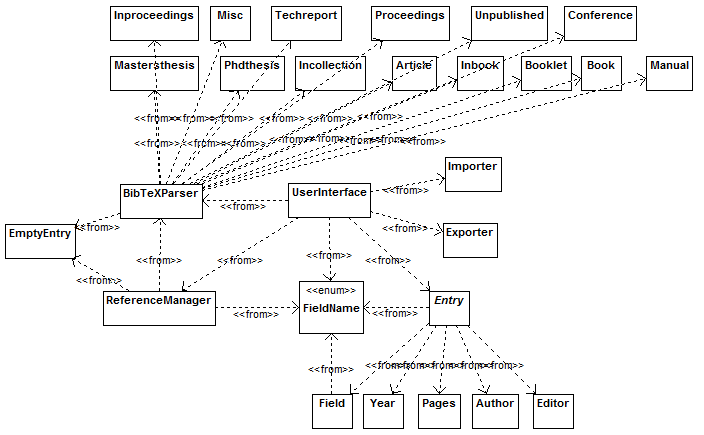 Inproceedings Misc Techreport Proceedings Unpublished Conference
Mastersthesis Phdthesis Incollection Article Inbook Booklet Book Manual
<<from>> <<from>> <<from>> <<from>> <<from>> <<from>>
<<from>> <<from>> <<from>> <<from>> <<from>> <<from>> <<from>>
Importer
BibTeXParser UserInterface <<from>>
<<from>>
EmptyEntry <<from>> <<from>> Exporter
<<from>> <<from>> <<from>> <<from>>
<<from>>
ReferenceManager <<enum>> Entry
FieldName
<<from>> <<from>>
<<from>> <<from>> <<from>> <<from>> <<from>> <<from>>
Field Year Pages Author Editor